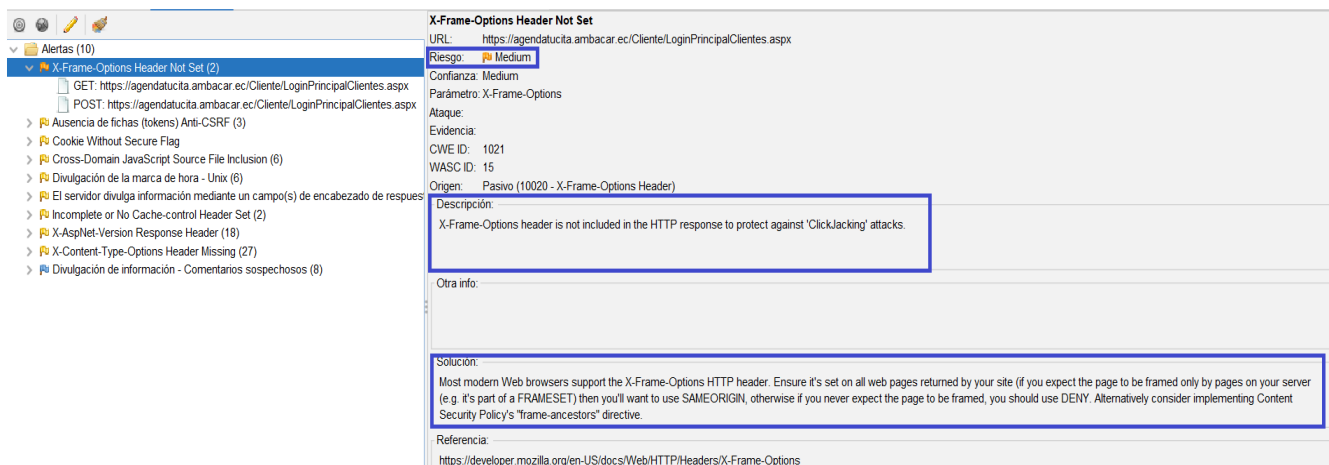 Alertas (10)
X-Frame-Options Header Not Set (2)
GET: https://agendatucita.ambacar.ec/Cliente/LoginPrincipalClientes.aspx
POST: https://agendatucita.ambacar.ec/Cliente/LoginPrincipalClientes.aspx
Ausencia de fichas (tokens) Anti-CSRF (3)
Cookie Without Secure Flag
Cross-Domain JavaScript Source File Inclusion (6)
Divulgación de la marca de hora - Unix (6)
El servidor divulga información mediante un campo(s) de encabezado de respues
Incomplete or No Cache-control Header Set (2)
X-AspNet-Version Response Header (18)
X-Content-Type-Options Header Missing (27)
Divulgación de información - Comentarios sospechosos (8)
X-Frame-Options Header Not Set
URL: https://agendatucita.ambacar.ec/Cliente/LoginPrincipalClientes.aspx
Riesgo: Medium
Confianza: Medium
Parámetro: X-Frame-Options
Ataque:
Evidencia:
CWE ID: 1021
WASC ID: 15
Origen: Pasivo (10020 - X-Frame-Options Header)
Descripción:
X-Frame-Options header is not included in the HTTP response to protect against 'ClickJacking' attacks.
Otra info:
Solución:
Most modern Web browsers support the X-Frame-Options HTTP header. Ensure it's set on all web pages returned by your site (if you expect the page to be framed only by pages on your server
(e.g. it's part of a FRAMESET) then you'll want to use SAMEORIGIN, otherwise if you never expect the page to be framed, you should use DENY. Alternatively consider implementing Content
Security Policy's "frame-ancestors" directive.
Referencia:
https://developer.mozilla.org/en-US/docs/Web/HTTP/Headers/X-Frame-Options